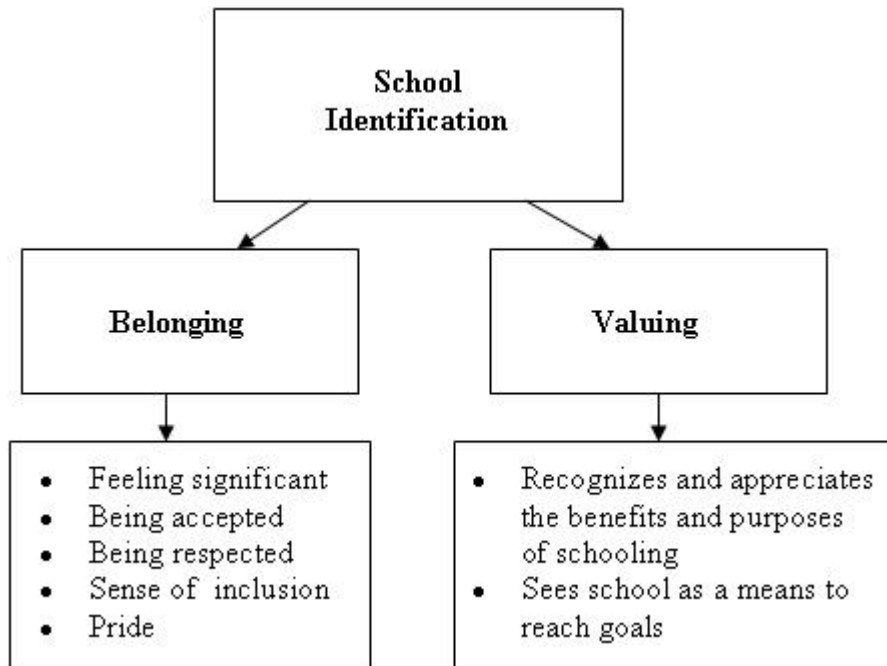 School
Identification
Belonging
Valuing
• Feeling significant
• Being accepted
• Being respected
• Sense of inclusion
• Pride
• Recognizes and appreciates
the benefits and purposes
of schooling
• Sees school as a means to
reach goals